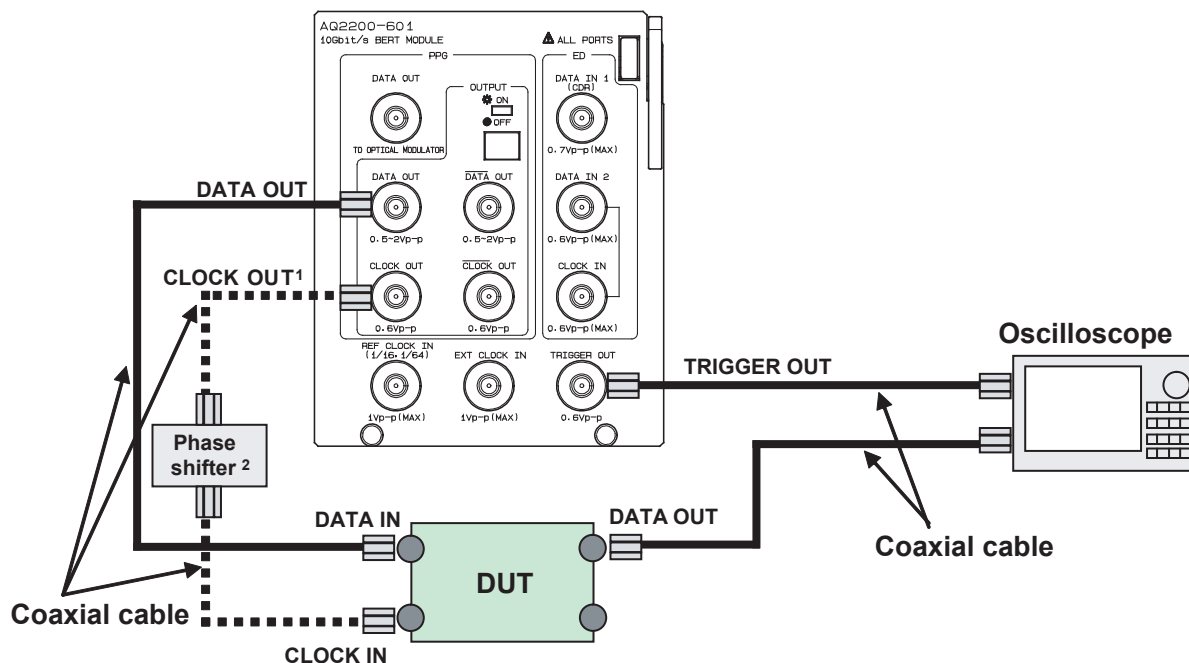 AQ2200-601
10Gbit/s BERT MODULE
ALL PORTS
PPG
ED
DATA OUT
TO OPTICAL MODULATOR
OUTPUT
ON
OFF
DATA IN 1
(CDR)
0.7Vp-p(MAX)
DATA OUT
DATA OUT
0.5~2Vp-p
DATA OUT
0.5~2Vp-p
DATA IN 2
0.6Vp-p(MAX)
CLOCK OUT¹
CLOCK OUT
0.6Vp-p
CLOCK OUT
0.6Vp-p
CLOCK IN
0.6Vp-p(MAX)
REF CLOCK IN
(1/16·1/64)
1Vp-p(MAX)
EXT CLOCK IN
1Vp-p(MAX)
TRIGGER OUT
0.6Vp-p
TRIGGER OUT
Oscilloscope
Phase
shifter ²
DATA IN
DATA OUT
Coaxial cable
DUT
Coaxial cable
CLOCK IN